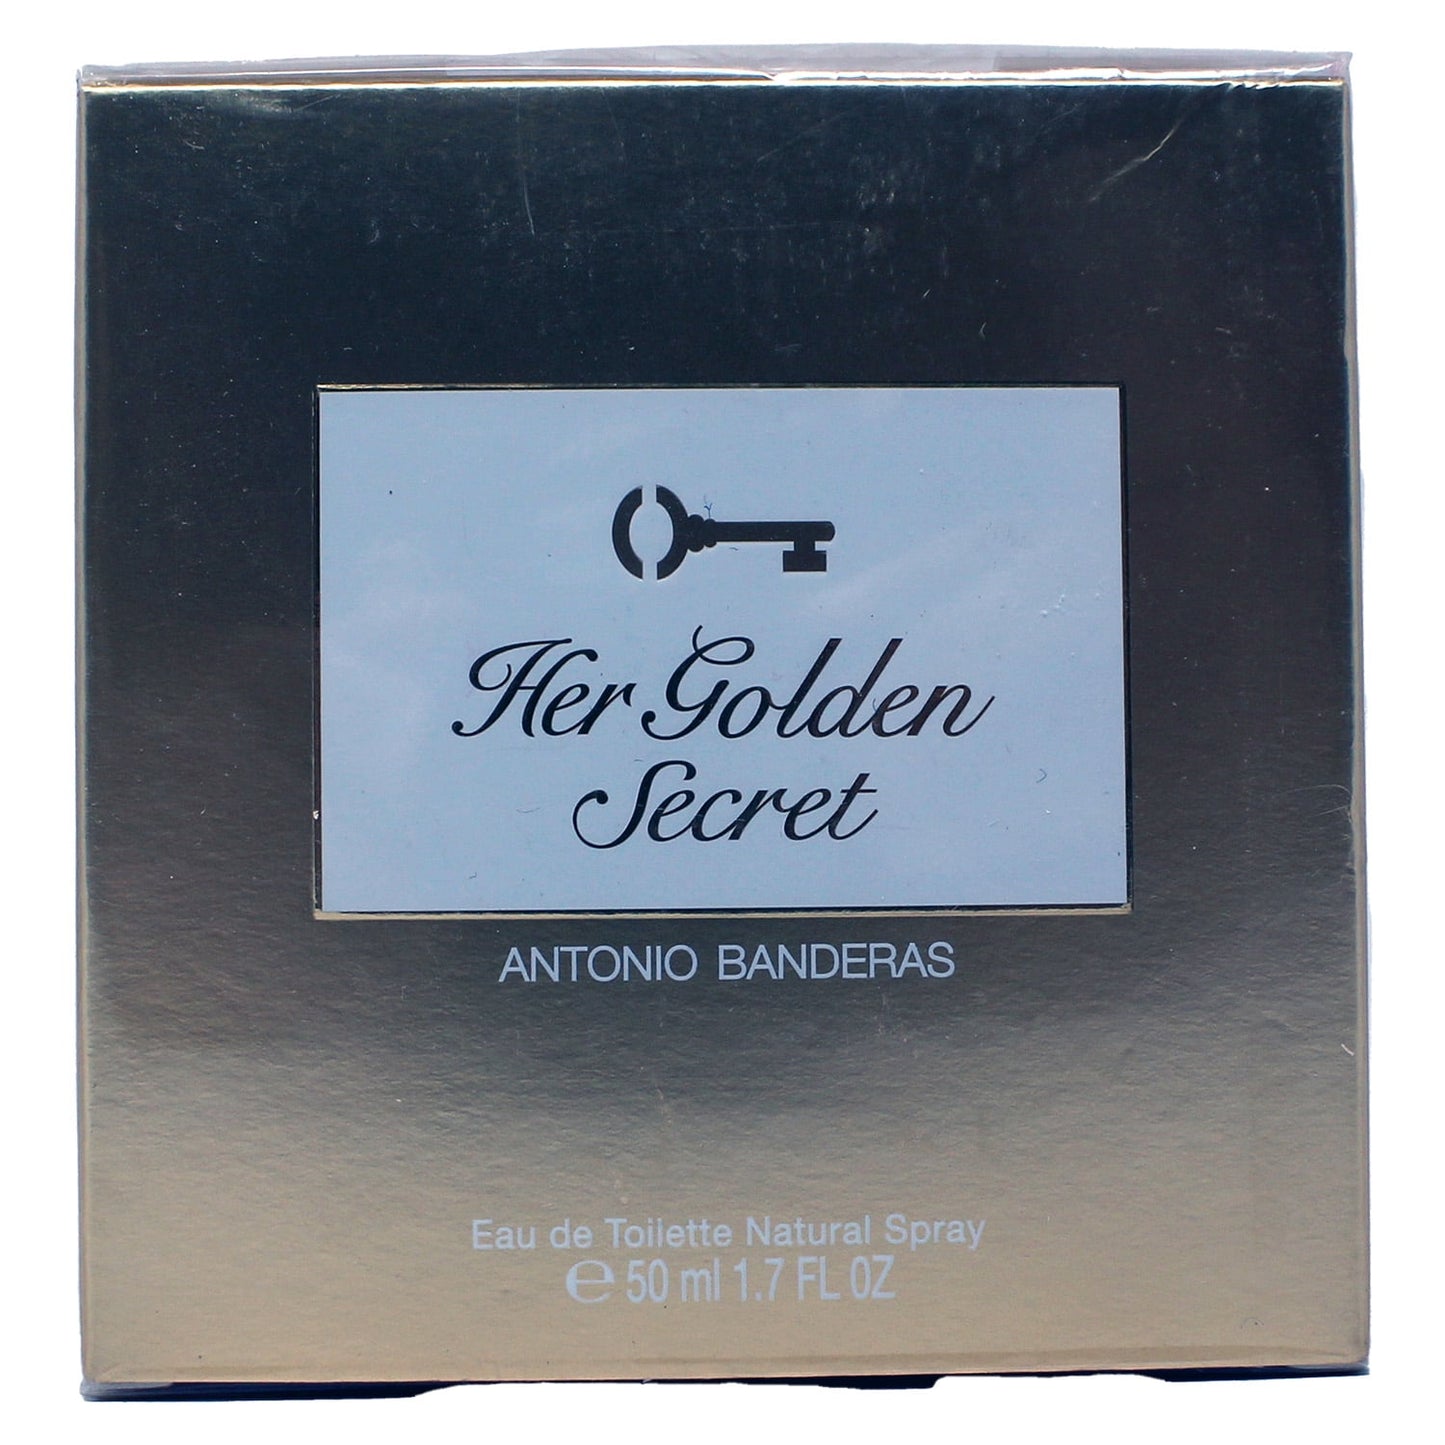 Her Golden
Secret
ANTONIO BANDERAS
Eau de Toilette Natural Spray
℮ 50 ml 1.7 FL OZ